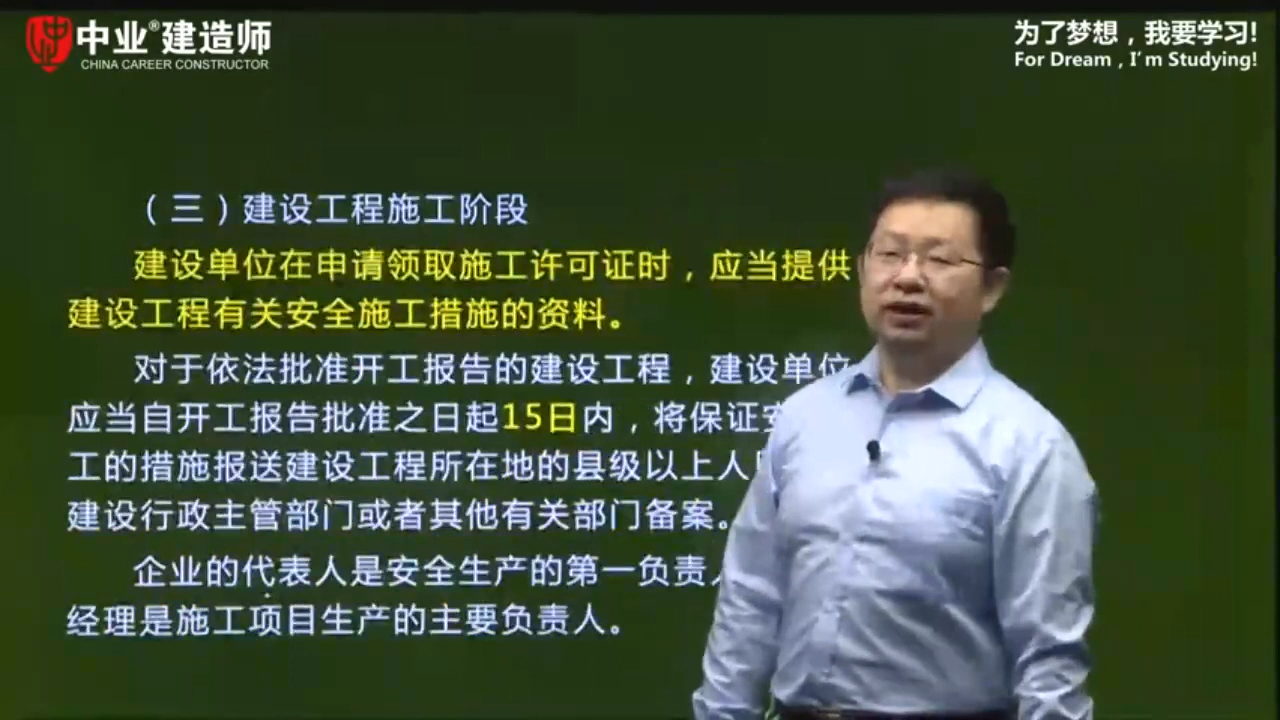 中业®建造师
CHINA CAREER CONSTRUCTOR
为了梦想，我要学习!
For Dream , I'm Studying!
（三）建设工程施工阶段
建设单位在申请领取施工许可证时，应当提供
建设工程有关安全施工措施的资料。
对于依法批准开工报告的建设工程，建设单位
应当自开工报告批准之日起15日内，将保证安
工的措施报送建设工程所在地的县级以上人
建设行政主管部门或者其他有关部门备案。
企业的代表人是安全生产的第一负责人
经理是施工项目生产的主要负责人。